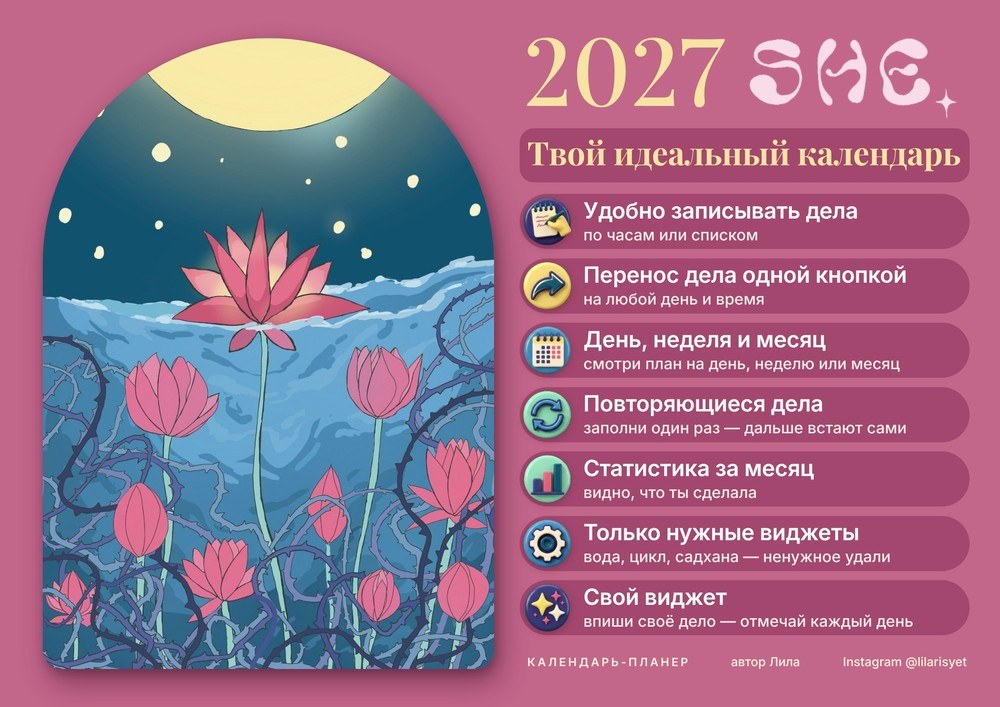 2027 SHE
Твой идеальный календарь
Удобно записывать дела
по часам или списком
Перенос дела одной кнопкой
на любой день и время
День, неделя и месяц
смотри план на день, неделю или месяц
Повторяющиеся дела
заполни один раз — дальше встают сами
Статистика за месяц
видно, что ты сделала
Только нужные виджеты
вода, цикл, садхана — ненужное удали
Свой виджет
впиши своё дело — отмечай каждый день
КАЛЕНДАРЬ-ПЛАНЕР автор Лила Instagram @lilarisyet